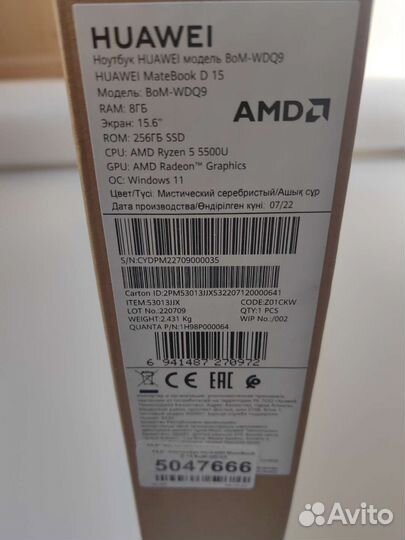 HUAWEI
Ноутбук HUAWEI модель BoM-WDQ9
HUAWEI MateBook D 15
Модель: BoM-WDQ9
RAM: 8ГБ
Экран: 15.6"
ROM: 256ГБ SSD
CPU: AMD Ryzen 5 5500U
GPU: AMD Radeon™ Graphics
ОС: Windows 11
AMD
Цвет/Түсі: Мистический серебристый/Ашық сұр
Дата производства/Өндірілген күні: 07/22
S/N:CYDPM22709000035
Carton ID:2PM53013JJXS32207120000641
ITEM:53013JJX
CODE:Z01CKW
LOT No.:220709
QTY:1 PCS
WEIGHT:2.431 KG
WIP No.:/002
QUANTA P/N:1H98P000064
6 941487 270972
CE EAC
5047666
Avito